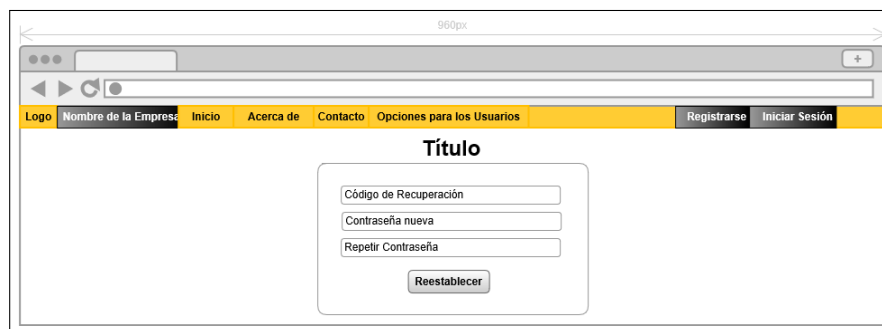 960px
Logo Nombre de la Empresa Inicio Acerca de Contacto Opciones para los Usuarios Registrarse Iniciar Sesión
Título
Código de Recuperación
Contraseña nueva
Repetir Contraseña
Reestablecer